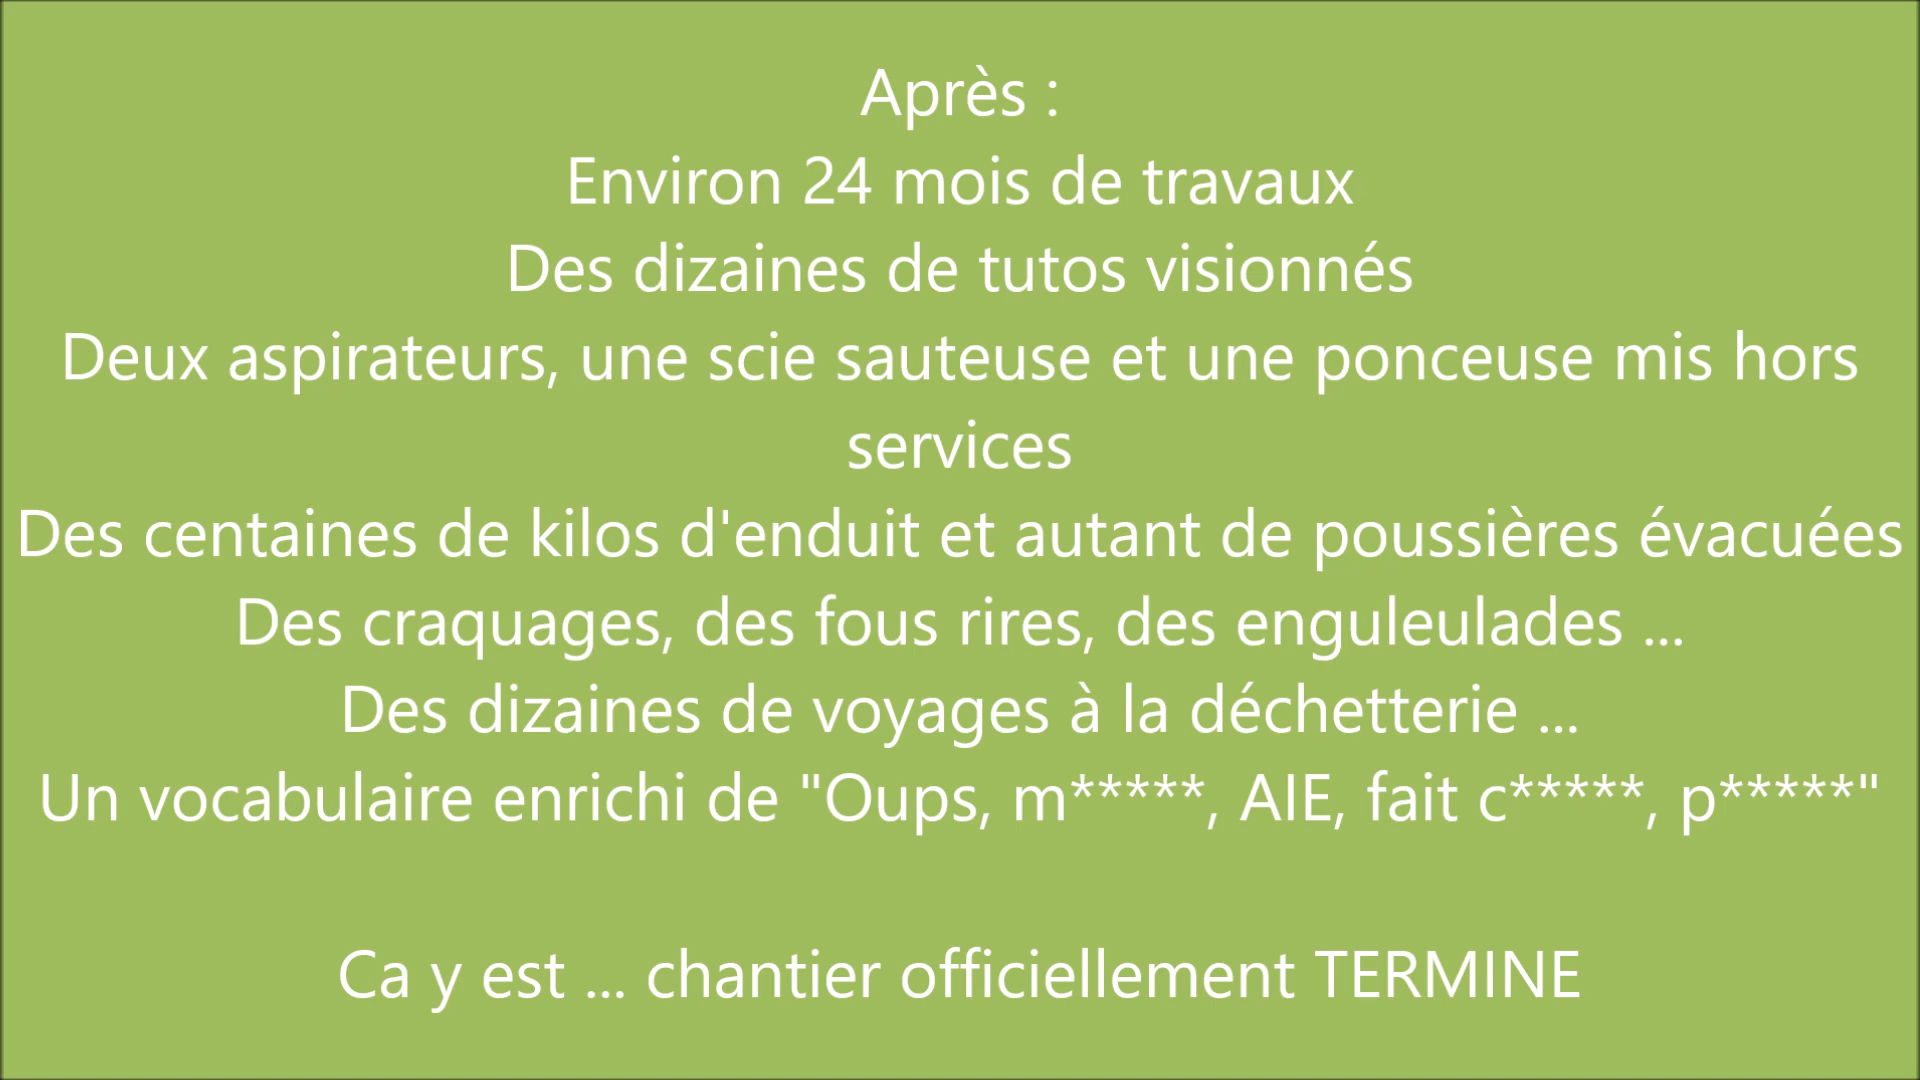 Après :
Environ 24 mois de travaux
Des dizaines de tutos visionnés
Deux aspirateurs, une scie sauteuse et une ponceuse mis hors
services
Des centaines de kilos d'enduit et autant de poussières évacuées
Des craquages, des fous rires, des enguleulades ...
Des dizaines de voyages à la déchetterie ...
Un vocabulaire enrichi de "Oups, m*****, AIE, fait c*****, p*****"
Ca y est ... chantier officiellement TERMINE